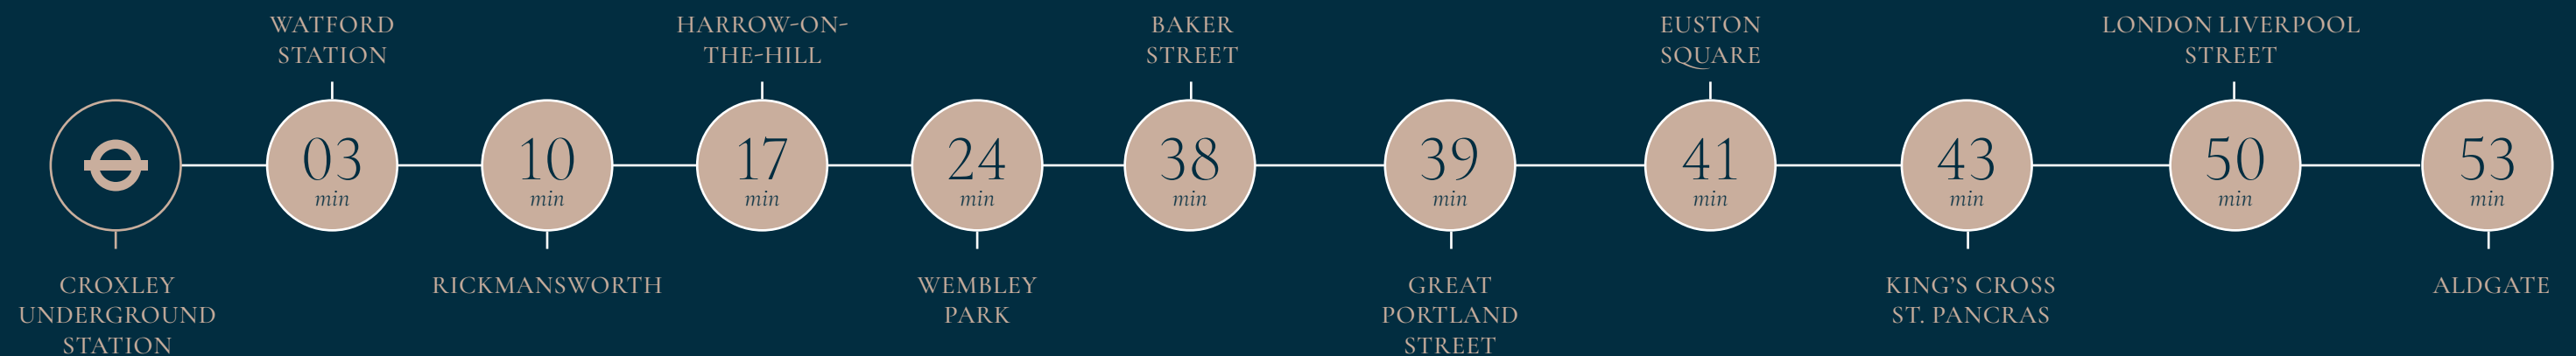 WATFORD
STATION
HARROW-ON-
THE-HILL
BAKER
STREET
EUSTON
SQUARE
LONDON LIVERPOOL
STREET
03
min
10
min
17
min
24
min
38
min
39
min
41
min
43
min
50
min
53
min
CROXLEY
UNDERGROUND
STATION
RICKMANSWORTH
WEMBLEY
PARK
GREAT
PORTLAND
STREET
KING’S CROSS
ST. PANCRAS
ALDGATE